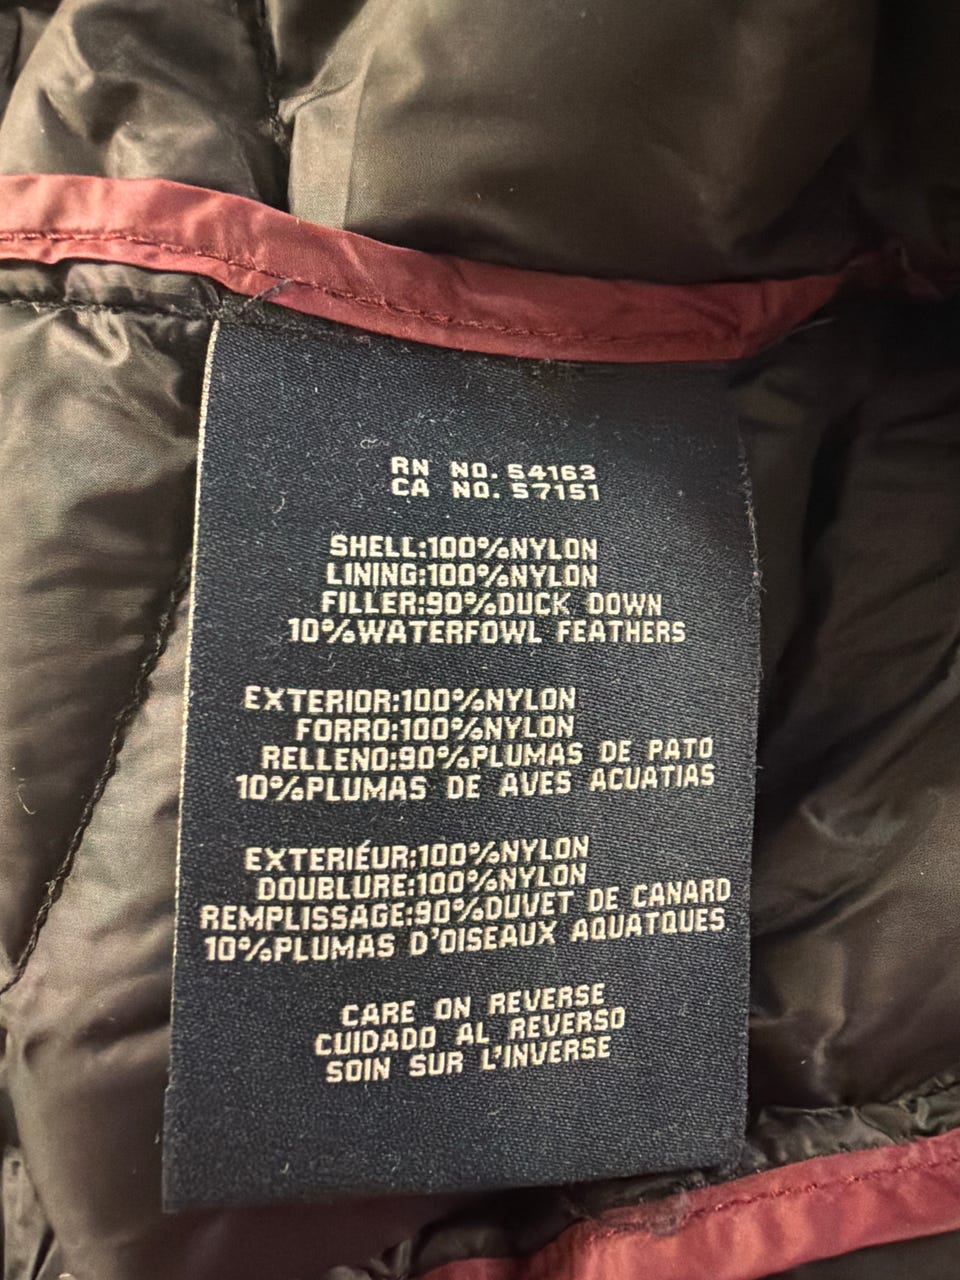 RN NO. 54163
CA NO. 57151
SHELL:100%NYLON
LINING:100%NYLON
FILLER:90%DUCK DOWN
10%WATERFOWL FEATHERS
EXTERIOR:100%NYLON
FORRO:100%NYLON
RELLENO:90%PLUMAS DE PATO
10%PLUMAS DE AVES ACUATIAS
EXTERIÉUR:100%NYLON
DOUBLURE:100%NYLON
REMPLISSAGE:90%DUVET DE CANARD
10%PLUMAS D'OISEAUX AQUATQUES
CARE ON REVERSE
CUIDADO AL REVERSO
SOIN SUR L'INVERSE